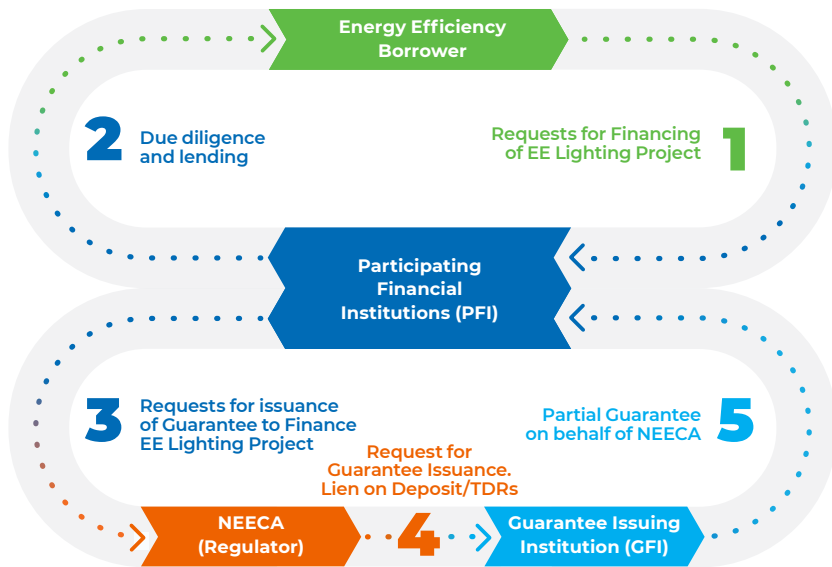 Energy Efficiency
Borrower
2
Due diligence
and lending
Requests for Financing
of EE Lighting Project
1
Participating
Financial
Institutions (PFI)
3
Requests for issuance
of Guarantee to Finance
EE Lighting Project
Partial Guarantee
on behalf of NEECA
5
Request for
Guarantee Issuance.
Lien on Deposit/TDRs
NEECA
(Regulator)
4
Guarantee Issuing
Institution (GFI)